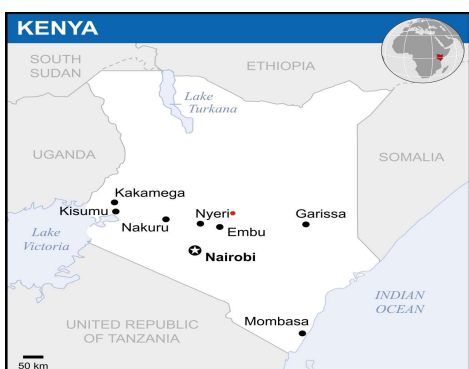 KENYA
SOUTH
SUDAN
ETHIOPIA
Lake
Turkana
UGANDA
SOMALIA
Kakamega
Kisumu
Nyeri
Garissa
Nakuru
Embu
Lake
Victoria
Nairobi
INDIAN
OCEAN
UNITED REPUBLIC
OF TANZANIA
Mombasa
50 km